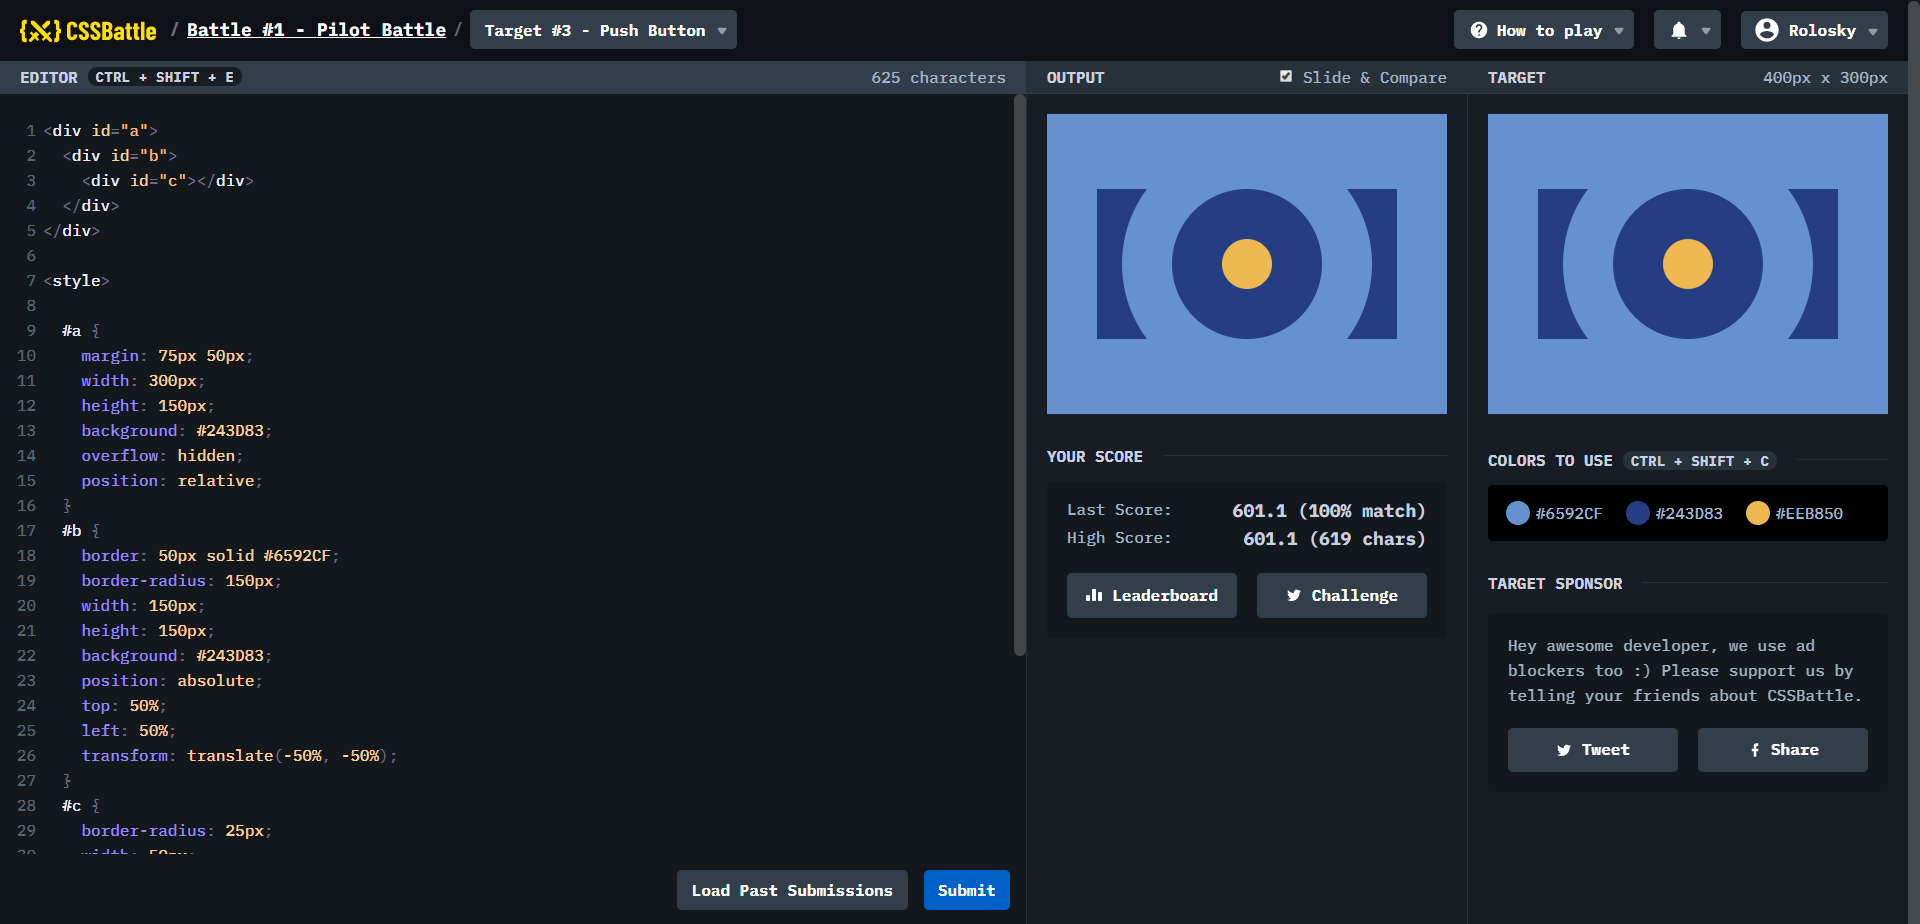 CSSBattle / Battle #1 - Pilot Battle / Target #3 - Push Button
How to play
Rolosky
EDITOR CTRL + SHIFT + E 625 characters
1 <div id="a">
2 <div id="b">
3 <div id="c"></div>
4 </div>
5 </div>
6
7 <style>
8
9 #a {
10 margin: 75px 50px;
11 width: 300px;
12 height: 150px;
13 background: #243D83;
14 overflow: hidden;
15 position: relative;
16 }
17 #b {
18 border: 50px solid #6592CF;
19 border-radius: 150px;
20 width: 150px;
21 height: 150px;
22 background: #243D83;
23 position: absolute;
24 top: 50%;
25 left: 50%;
26 transform: translate(-50%, -50%);
27 }
28 #c {
29 border-radius: 25px;
30 width: 50px;
Load Past Submissions
Submit
OUTPUT Slide & Compare
YOUR SCORE
Last Score: 601.1 (100% match)
High Score: 601.1 (619 chars)
Leaderboard
Challenge
TARGET 400px x 300px
COLORS TO USE CTRL + SHIFT + C
#6592CF #243D83 #EEB850
TARGET SPONSOR
Hey awesome developer, we use ad
blockers too :) Please support us by
telling your friends about CSSBattle.
Tweet
Share